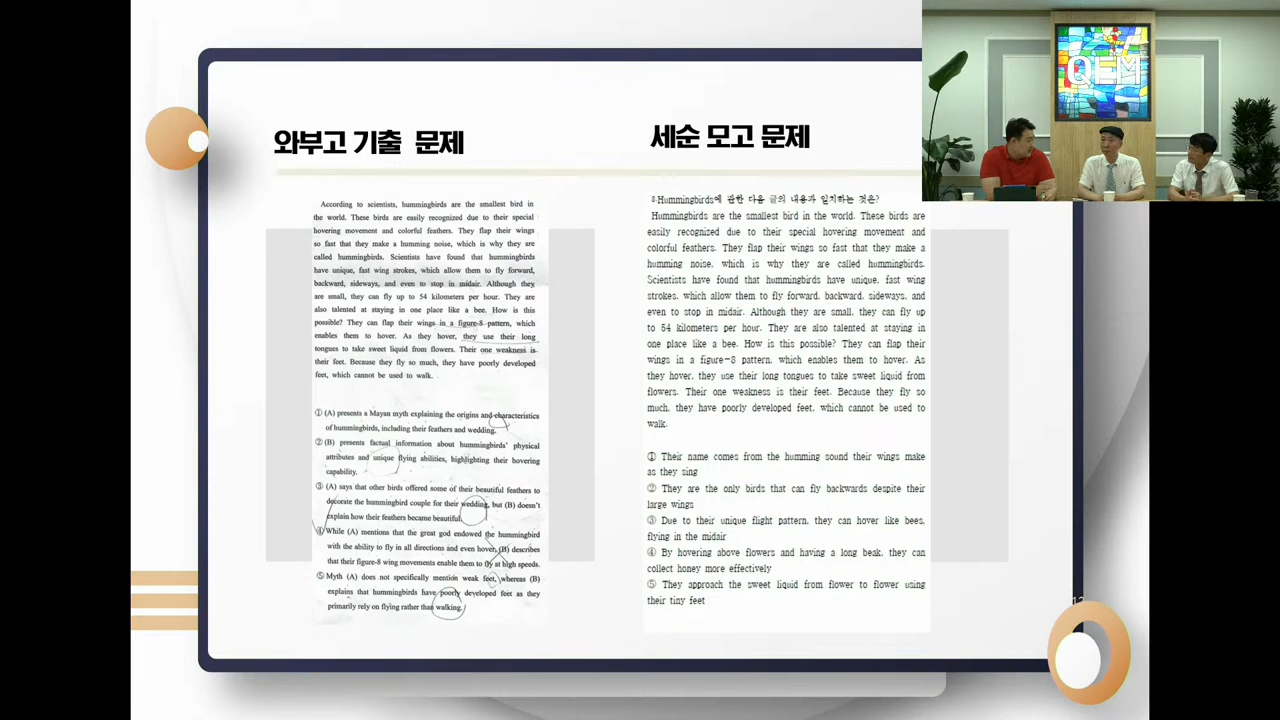 QEM
와부고 기출 문제
According to scientists, hummingbirds are the smallest bird in
the world. These birds are easily recognized due to their special
hovering movement and colorful feathers. They flap their wings
so fast that they make a humming noise, which is why they are
called hummingbirds. Scientists have found that hummingbirds
have unique, fast wing strokes, which allow them to fly forward,
backward, sideways, and even to stop in midair. Although they
are small, they can fly up to 54 kilometers per hour. They are
also talented at staying in one place like a bee. How is this
possible? They can flap their wings in a figure-8 pattern, which
enables them to hover. As they hover, they use their long
tongues to take sweet liquid from flowers. Their one weakness is
their feet. Because they fly so much, they have poorly developed
feet, which cannot be used to walk.
① (A) presents a Mayan myth explaining the origins and characteristics
of hummingbirds, including their feathers and wedding.
② (B) presents factual information about hummingbirds' physical
attributes and unique flying abilities, highlighting their hovering
capability.
③ (A) says that other birds offered some of their beautiful feathers to
decorate the hummingbird couple for their wedding, but (B) doesn't
explain how their feathers became beautiful.
④ While (A) mentions that the great god endowed the hummingbird
with the ability to fly in all directions and even hover, (B) describes
that their figure-8 wing movements enable them to fly at high speeds.
⑤ Myth (A) does not specifically mention weak feet, whereas (B)
explains that hummingbirds have poorly developed feet as they
primarily rely on flying rather than walking.
세순 모고 문제
8. Hummingbirds에 관한 다음 글의 내용과 일치하는 것은?
Hummingbirds are the smallest bird in the world. These birds are
easily recognized due to their special hovering movement and
colorful feathers. They flap their wings so fast that they make a
humming noise, which is why they are called hummingbirds.
Scientists have found that hummingbirds have unique, fast wing
strokes, which allow them to fly forward, backward, sideways, and
even to stop in midair. Although they are small, they can fly up
to 54 kilometers per hour. They are also talented at staying in
one place like a bee. How is this possible? They can flap their
wings in a figure-8 pattern, which enables them to hover. As
they hover, they use their long tongues to take sweet liquid from
flowers. Their one weakness is their feet. Because they fly so
much, they have poorly developed feet, which cannot be used to
walk.
① Their name comes from the humming sound their wings make
as they sing
② They are the only birds that can fly backwards despite their
large wings
③ Due to their unique flight pattern, they can hover like bees,
flying in the midair
④ By hovering above flowers and having a long beak, they can
collect honey more effectively
⑤ They approach the sweet liquid from flower to flower using
their tiny feet